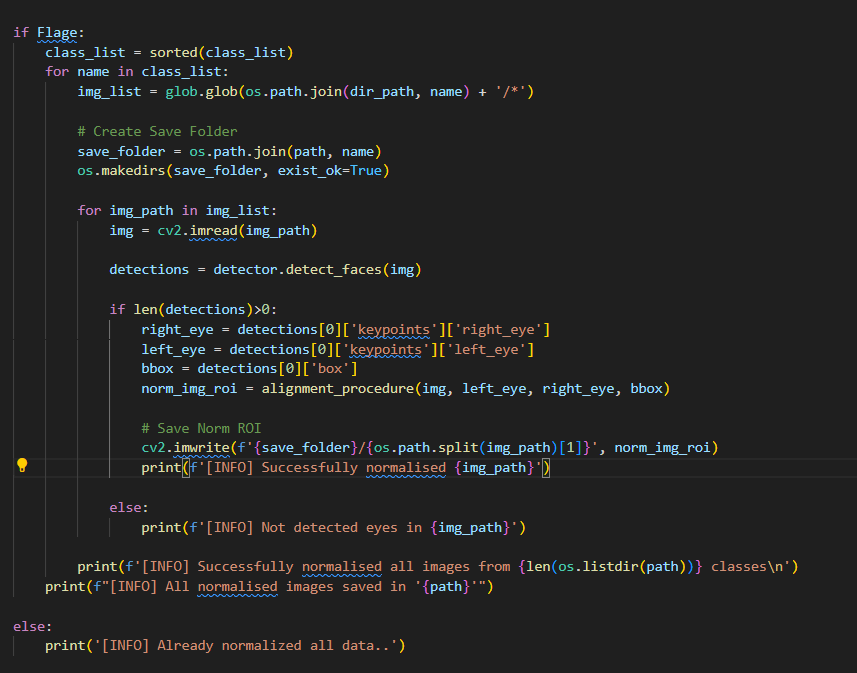 if Flage:
    class_list = sorted(class_list)
    for name in class_list:
        img_list = glob.glob(os.path.join(dir_path, name) + '/*')
        # Create Save Folder
        save_folder = os.path.join(path, name)
        os.makedirs(save_folder, exist_ok=True)
        for img_path in img_list:
            img = cv2.imread(img_path)
            detections = detector.detect_faces(img)
            if len(detections)>0:
                right_eye = detections[0]['keypoints']['right_eye']
                left_eye = detections[0]['keypoints']['left_eye']
                bbox = detections[0]['box']
                norm_img_roi = alignment_procedure(img, left_eye, right_eye, bbox)
                # Save Norm ROI
                cv2.imwrite(f'{save_folder}/{os.path.split(img_path)[1]}', norm_img_roi)
                print(f'[INFO] Successfully normalised {img_path}')
            else:
                print(f'[INFO] Not detected eyes in {img_path}')
        print(f'[INFO] Successfully normalised all images from {len(os.listdir(path))} classes\n')
    print(f"[INFO] All normalised images saved in '{path}'")
else:
    print('[INFO] Already normalized all data..')